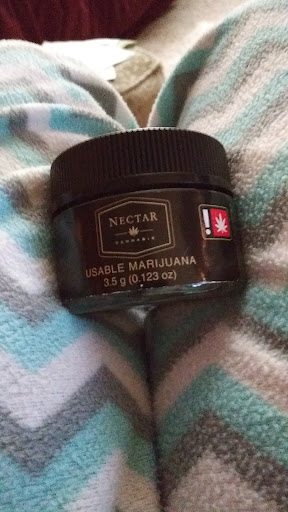 NECTAR
CANNABIS
!
USABLE MARIJUANA
3.5 g (0.123 oz)